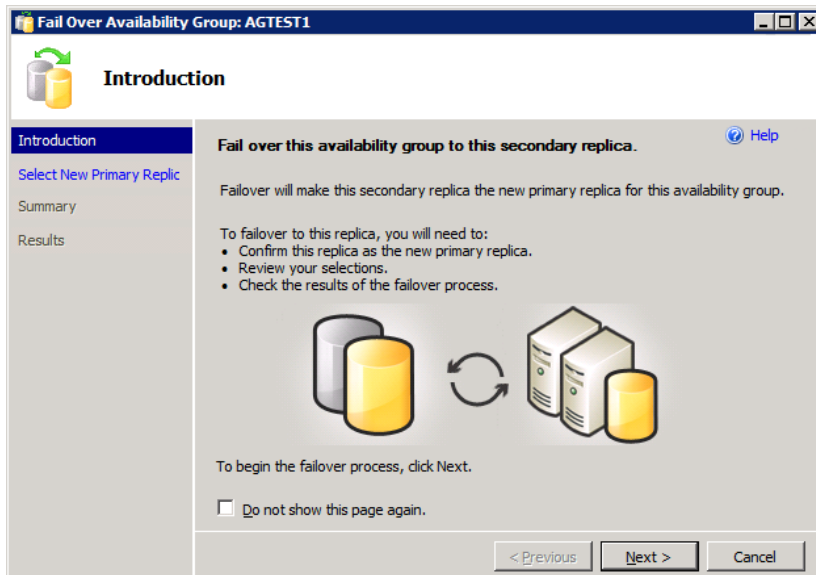 Fail Over Availability Group: AGTEST1
Introduction
Introduction
Select New Primary Replic
Summary
Results
Help
Fail over this availability group to this secondary replica.
Failover will make this secondary replica the new primary replica for this availability group.
To failover to this replica, you will need to:
• Confirm this replica as the new primary replica.
• Review your selections.
• Check the results of the failover process.
To begin the failover process, click Next.
Do not show this page again.
< Previous
Next >
Cancel